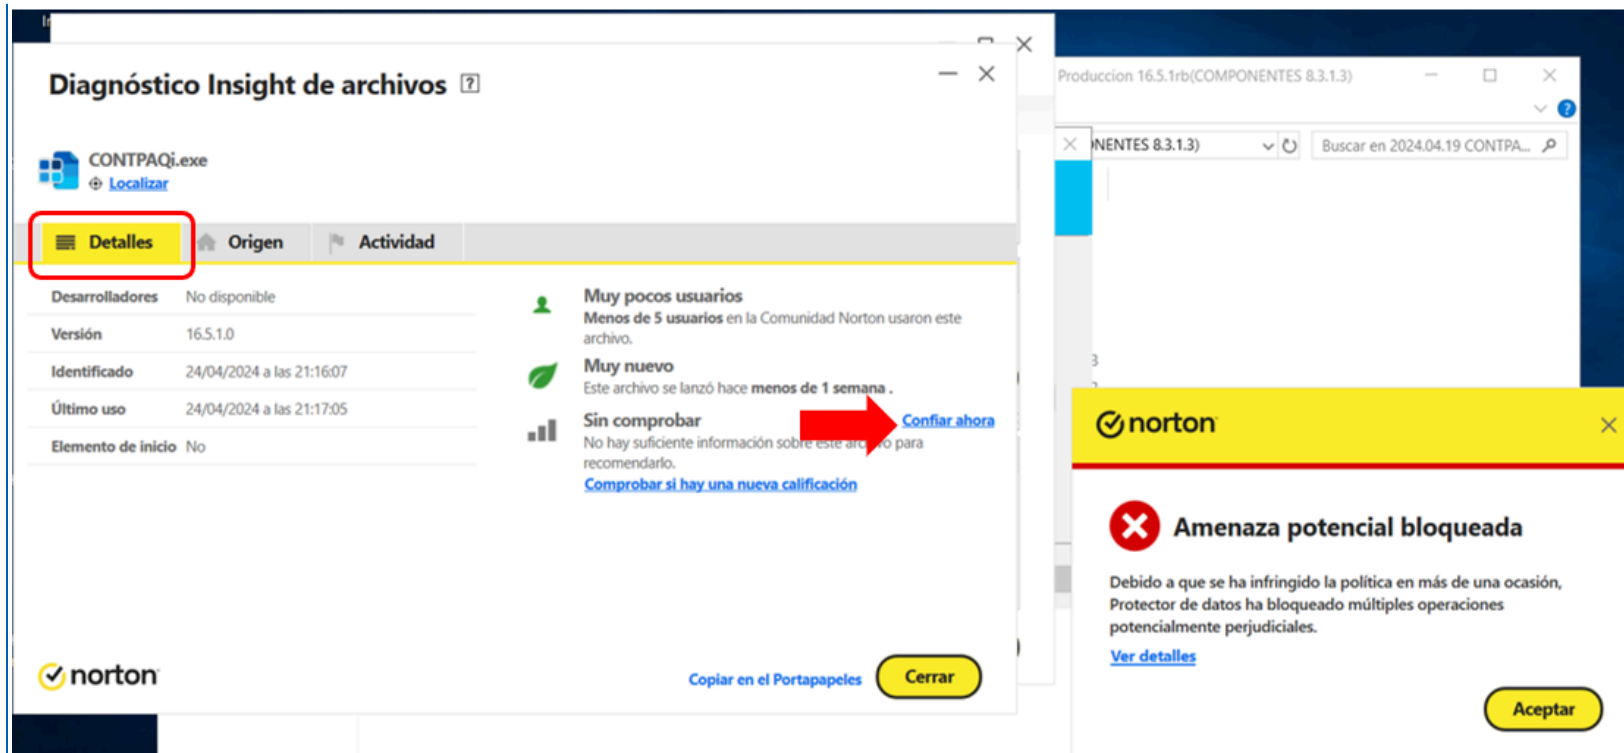 Diagnóstico Insight de archivos ?
CONTPAQi.exe
Localizar
Detalles
Origen
Actividad
Desarrolladores No disponible
Versión 16.5.1.0
Identificado 24/04/2024 a las 21:16:07
Último uso 24/04/2024 a las 21:17:05
Elemento de inicio No
Muy pocos usuarios
Menos de 5 usuarios en la Comunidad Norton usaron este
archivo.
Muy nuevo
Este archivo se lanzó hace menos de 1 semana .
Sin comprobar
Confiar ahora
No hay suficiente información sobre este archivo para
recomendarlo.
Comprobar si hay una nueva calificación
norton
Copiar en el Portapapeles
Cerrar
Produccion 16.5.1rb(COMPONENTES 8.3.1.3)
?
NENTES 8.3.1.3)
Buscar en 2024.04.19 CONTPA...
norton
Amenaza potencial bloqueada
Debido a que se ha infringido la política en más de una ocasión,
Protector de datos ha bloqueado múltiples operaciones
potencialmente perjudiciales.
Ver detalles
Aceptar